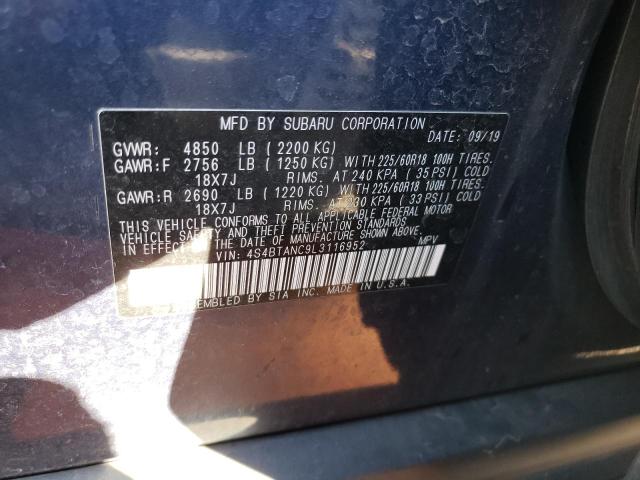 MFD BY SUBARU CORPORATION
DATE: 09/19
GVWR: 4850 LB (2200 KG)
GAWR:F 2756 LB (1250 KG) WITH 225/60R18 100H TIRES.
18X7J RIMS. AT 240 KPA (35 PSI) COLD
GAWR:R 2690 LB (1220 KG) WITH 225/60R18 100H TIRES.
18X7J RIMS. AT 230 KPA (33 PSI) COLD
THIS VEHICLE CONFORMS TO ALL APPLICABLE FEDERAL MOTOR
VEHICLE SAFETY AND THEFT PREVENTION STANDARDS
IN EFFECT ON THE DATE OF MANUFACTURE SHOWN ABOVE.
VIN: 4S4BTANC9L3116952 MPV
ASSEMBLED BY SIA INC. MADE IN U.S.A.